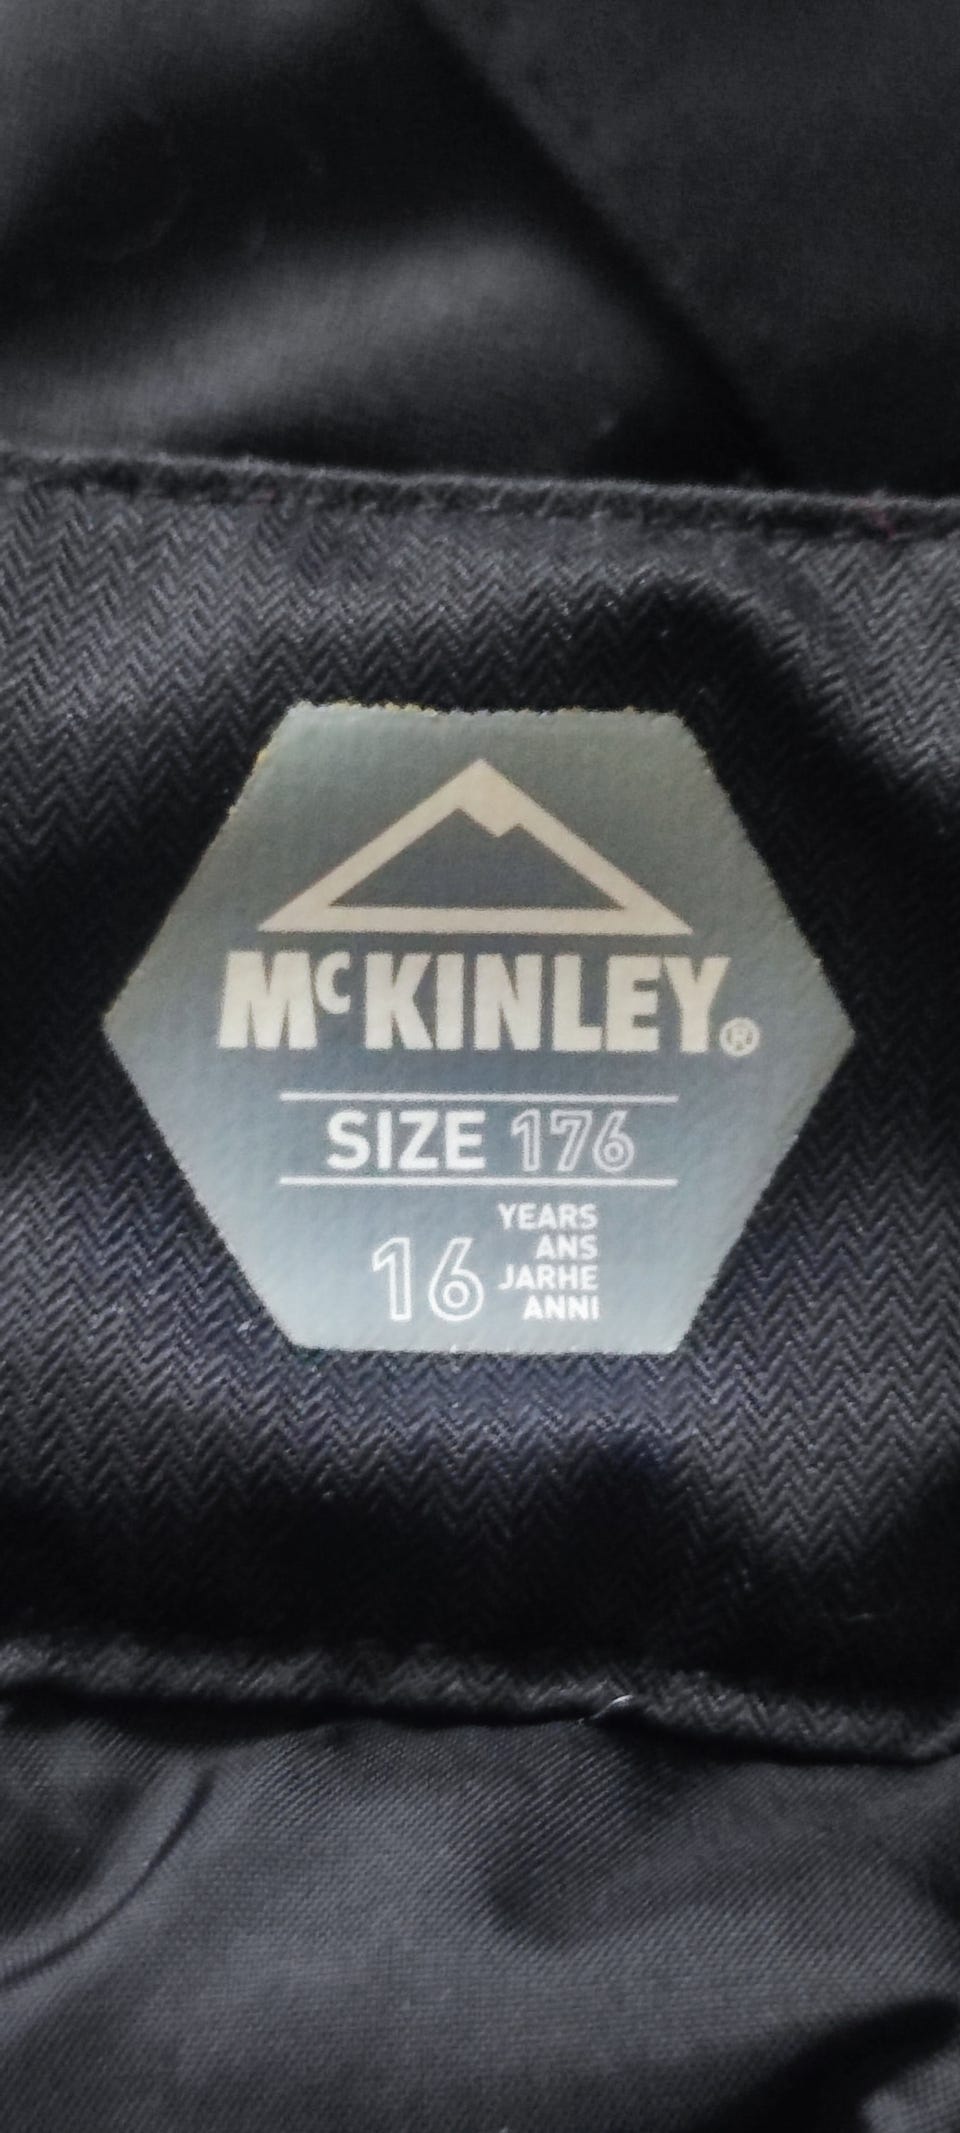 McKINLEY®
SIZE 176
16 YEARS
ANS
JARHE
ANNI